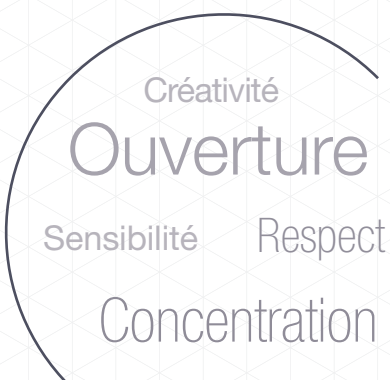 Créativité
Ouverture
Sensibilité Respect
Concentration